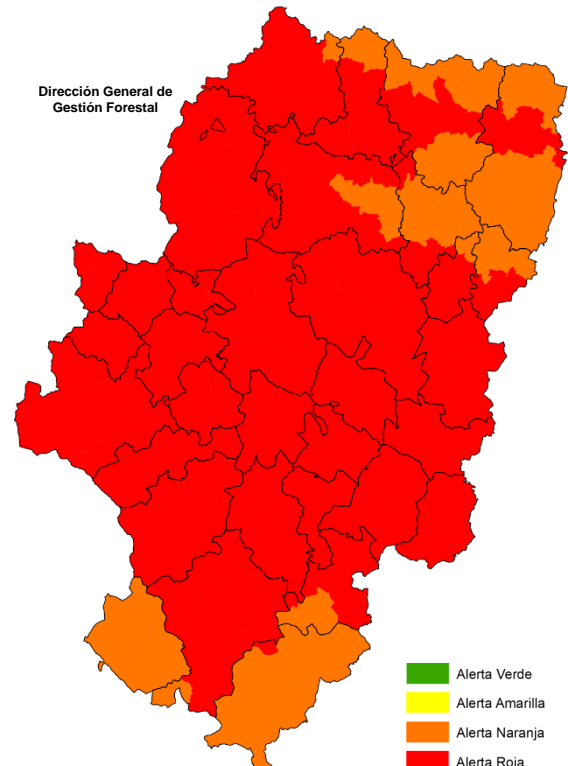 Dirección General de
Gestión Forestal
Alerta Verde
Alerta Amarilla
Alerta Naranja
Alerta Roja